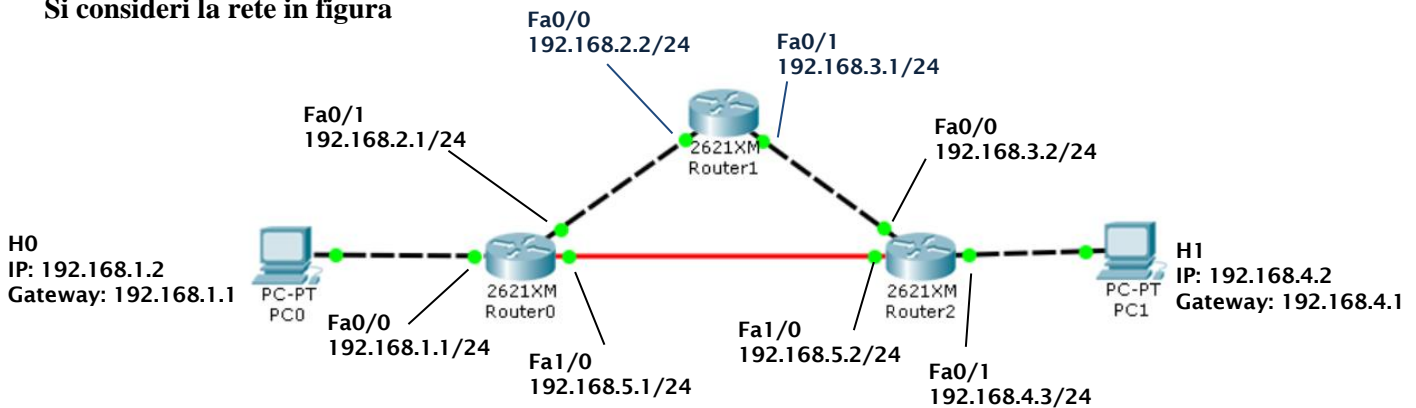 Si consideri la rete in figura
Fa0/0
192.168.2.2/24
Fa0/1
192.168.3.1/24
Fa0/1
192.168.2.1/24
2621XM
Router1
Fa0/0
192.168.3.2/24
H0
IP: 192.168.1.2
Gateway: 192.168.1.1
PC-PT
PC0
2621XM
Router0
2621XM
Router2
PC-PT
PC1
H1
IP: 192.168.4.2
Gateway: 192.168.4.1
Fa0/0
192.168.1.1/24
Fa1/0
192.168.5.1/24
Fa1/0
192.168.5.2/24
Fa0/1
192.168.4.3/24